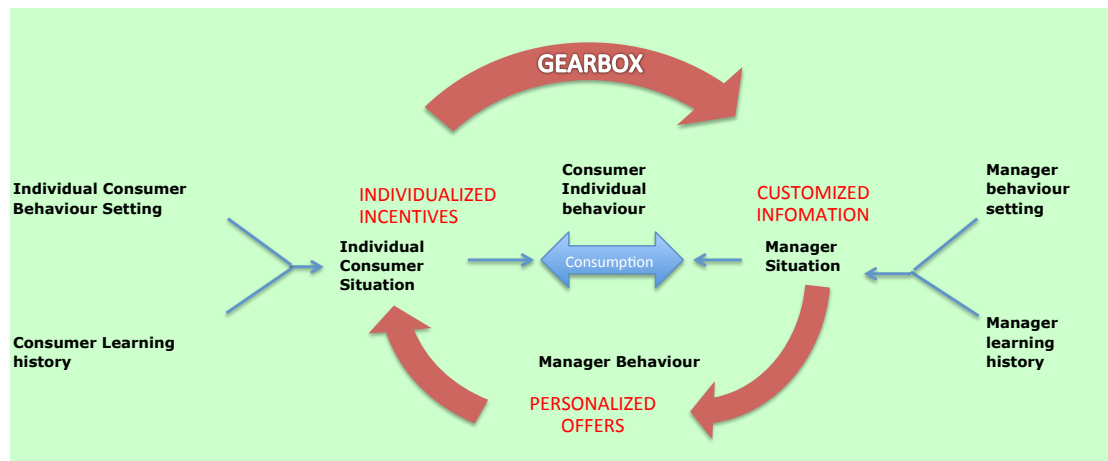 GEARBOX
Individual Consumer
Behaviour Setting
Consumer Learning
history
INDIVIDUALIZED
INCENTIVES
Individual
Consumer
Situation
Consumer
Individual
behaviour
Consumption
CUSTOMIZED
INFOMATION
Manager
Situation
Manager
behaviour
setting
Manager
learning
history
Manager Behaviour
PERSONALIZED
OFFERS